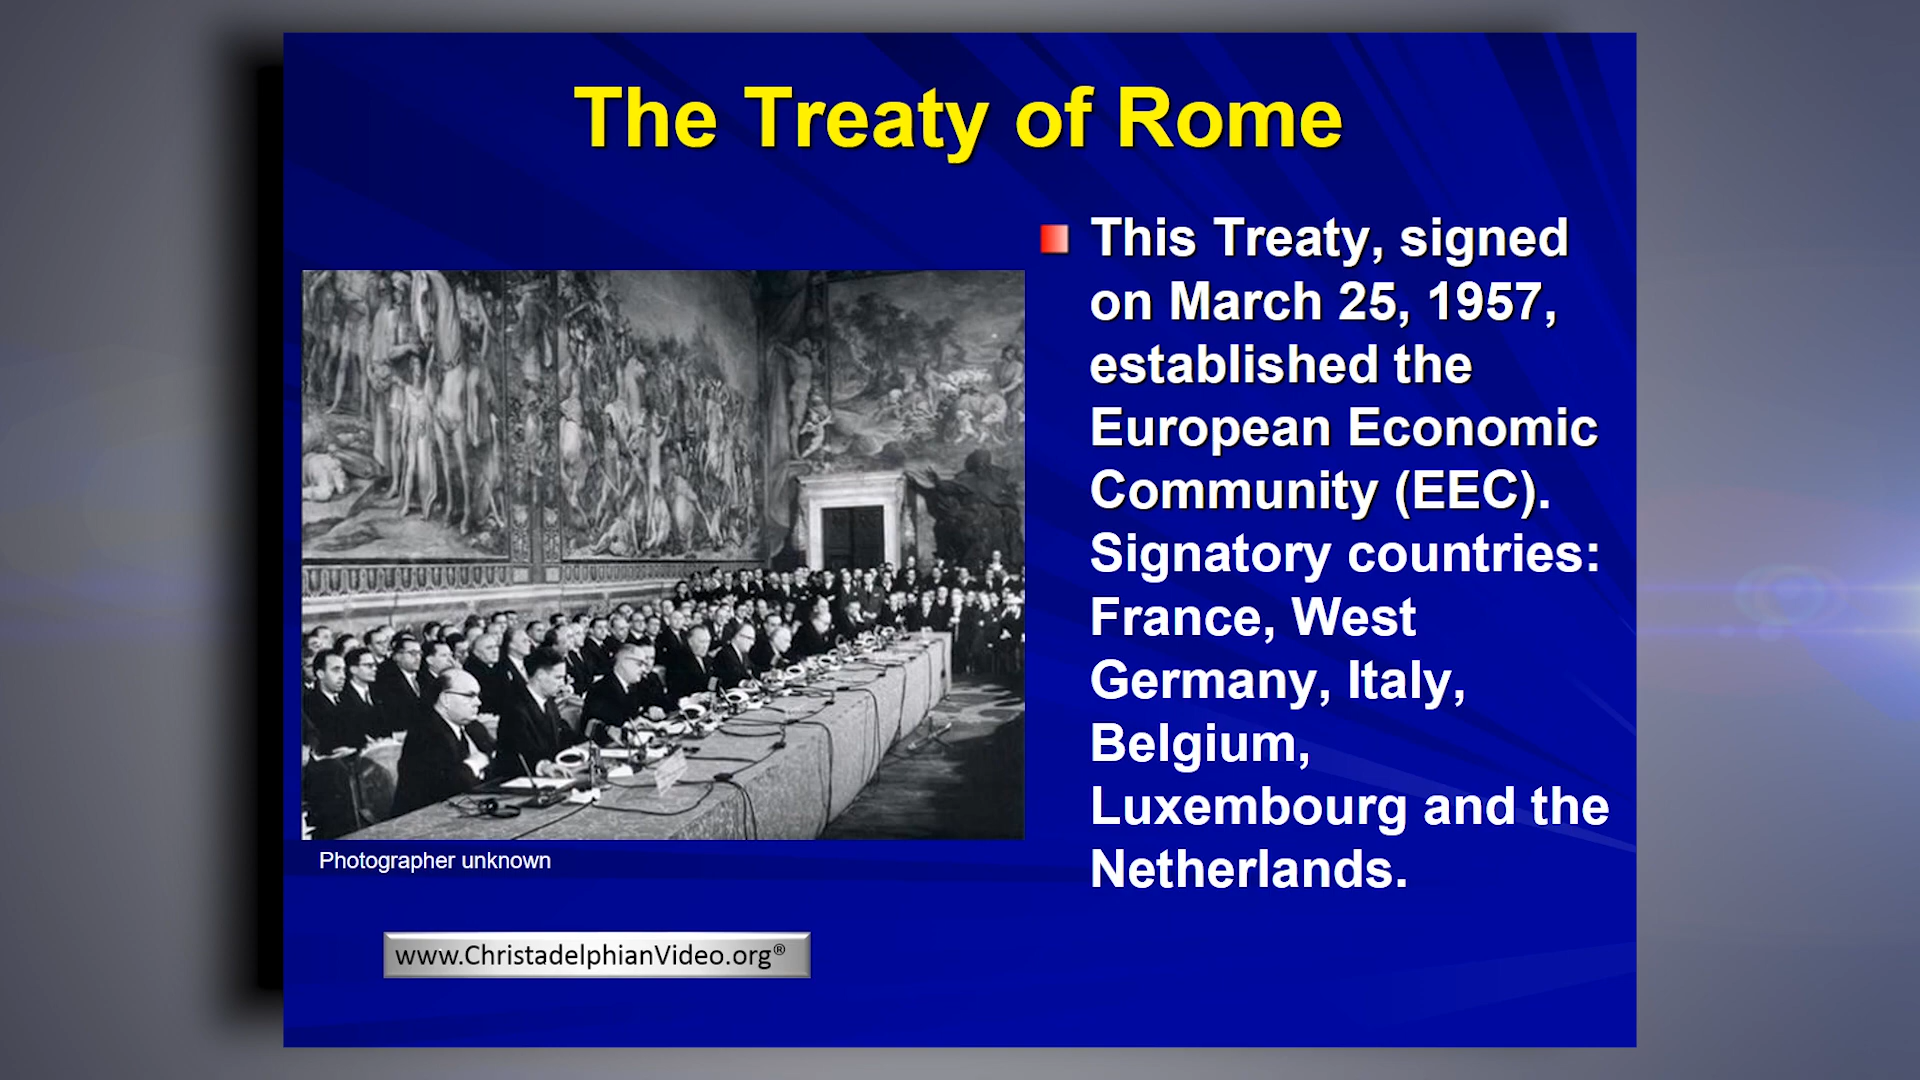 The Treaty of Rome
This Treaty, signed
on March 25, 1957,
established the
European Economic
Community (EEC).
Signatory countries:
France, West
Germany, Italy,
Belgium,
Luxembourg and the
Netherlands.
Photographer unknown
www.ChristadelphianVideo.org®